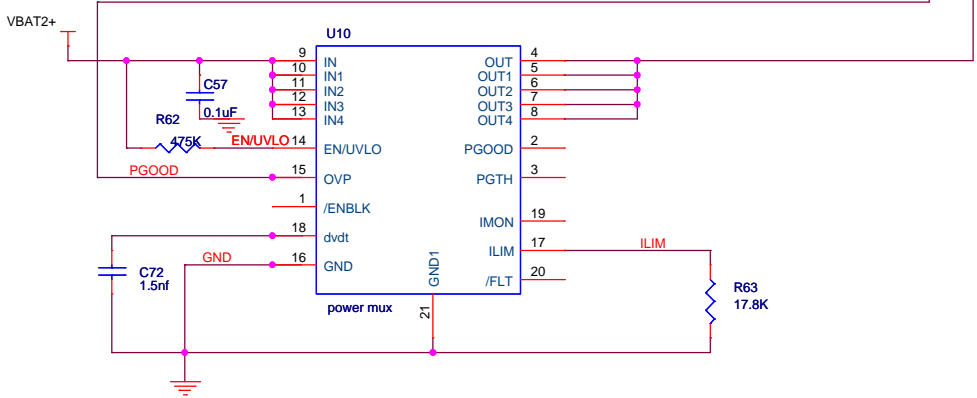 VBAT2+
U10
9 IN OUT 4
10 IN1 OUT1 5
11 IN2 OUT2 6
12 IN3 OUT3 7
13 IN4 OUT4 8
C57
0.1uF
R62
475K
EN/UVLO 14 EN/UVLO PGOOD 2
PGOOD 15 OVP PGTH 3
1 /ENBLK IMON 19
18 dvdt ILIM 17 ILIM
GND 16 GND /FLT 20
GND1
21
C72
1.5nf
R63
17.8K
power mux